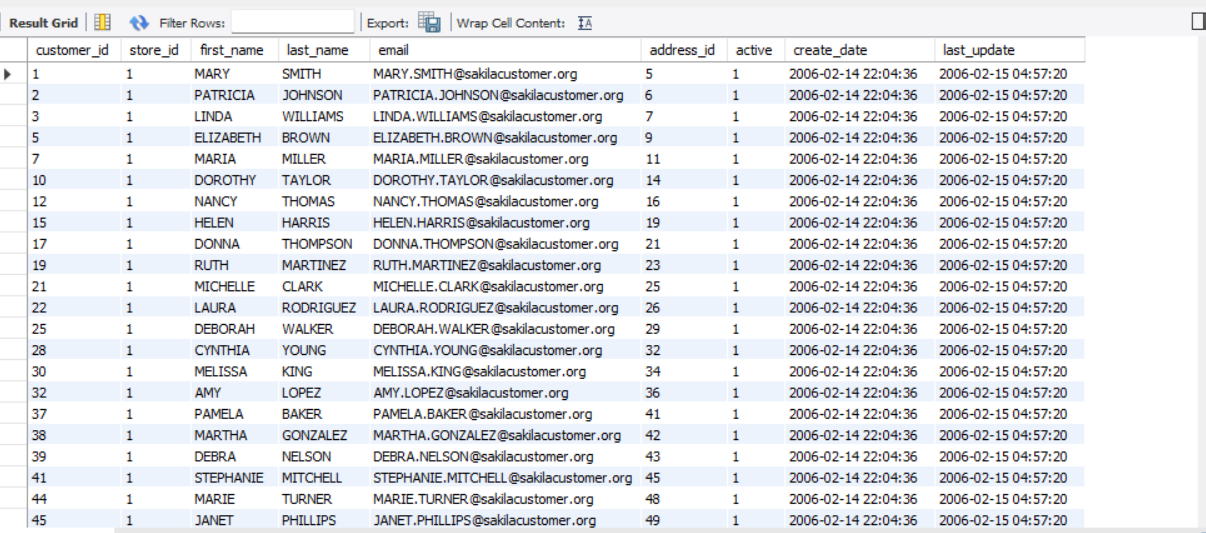 Result Grid Filter Rows: Export: Wrap Cell Content: IA
customer_id store_id first_name last_name email address_id active create_date last_update
1 1 MARY SMITH MARY.SMITH@sakilacustomer.org 5 1 2006-02-14 22:04:36 2006-02-15 04:57:20
2 1 PATRICIA JOHNSON PATRICIA.JOHNSON@sakilacustomer.org 6 1 2006-02-14 22:04:36 2006-02-15 04:57:20
3 1 LINDA WILLIAMS LINDA.WILLIAMS@sakilacustomer.org 7 1 2006-02-14 22:04:36 2006-02-15 04:57:20
5 1 ELIZABETH BROWN ELIZABETH.BROWN@sakilacustomer.org 9 1 2006-02-14 22:04:36 2006-02-15 04:57:20
7 1 MARIA MILLER MARIA.MILLER@sakilacustomer.org 11 1 2006-02-14 22:04:36 2006-02-15 04:57:20
10 1 DOROTHY TAYLOR DOROTHY.TAYLOR@sakilacustomer.org 14 1 2006-02-14 22:04:36 2006-02-15 04:57:20
12 1 NANCY THOMAS NANCY.THOMAS@sakilacustomer.org 16 1 2006-02-14 22:04:36 2006-02-15 04:57:20
15 1 HELEN HARRIS HELEN.HARRIS@sakilacustomer.org 19 1 2006-02-14 22:04:36 2006-02-15 04:57:20
17 1 DONNA THOMPSON DONNA.THOMPSON@sakilacustomer.org 21 1 2006-02-14 22:04:36 2006-02-15 04:57:20
19 1 RUTH MARTINEZ RUTH.MARTINEZ@sakilacustomer.org 23 1 2006-02-14 22:04:36 2006-02-15 04:57:20
21 1 MICHELLE CLARK MICHELLE.CLARK@sakilacustomer.org 25 1 2006-02-14 22:04:36 2006-02-15 04:57:20
22 1 LAURA RODRIGUEZ LAURA.RODRIGUEZ@sakilacustomer.org 26 1 2006-02-14 22:04:36 2006-02-15 04:57:20
25 1 DEBORAH WALKER DEBORAH.WALKER@sakilacustomer.org 29 1 2006-02-14 22:04:36 2006-02-15 04:57:20
28 1 CYNTHIA YOUNG CYNTHIA.YOUNG@sakilacustomer.org 32 1 2006-02-14 22:04:36 2006-02-15 04:57:20
30 1 MELISSA KING MELISSA.KING@sakilacustomer.org 34 1 2006-02-14 22:04:36 2006-02-15 04:57:20
32 1 AMY LOPEZ AMY.LOPEZ@sakilacustomer.org 36 1 2006-02-14 22:04:36 2006-02-15 04:57:20
37 1 PAMELA BAKER PAMELA.BAKER@sakilacustomer.org 41 1 2006-02-14 22:04:36 2006-02-15 04:57:20
38 1 MARTHA GONZALEZ MARTHA.GONZALEZ@sakilacustomer.org 42 1 2006-02-14 22:04:36 2006-02-15 04:57:20
39 1 DEBRA NELSON DEBRA.NELSON@sakilacustomer.org 43 1 2006-02-14 22:04:36 2006-02-15 04:57:20
41 1 STEPHANIE MITCHELL STEPHANIE.MITCHELL@sakilacustomer.org 45 1 2006-02-14 22:04:36 2006-02-15 04:57:20
44 1 MARIE TURNER MARIE.TURNER@sakilacustomer.org 48 1 2006-02-14 22:04:36 2006-02-15 04:57:20
45 1 JANET PHILLIPS JANET.PHILLIPS@sakilacustomer.org 49 1 2006-02-14 22:04:36 2006-02-15 04:57:20